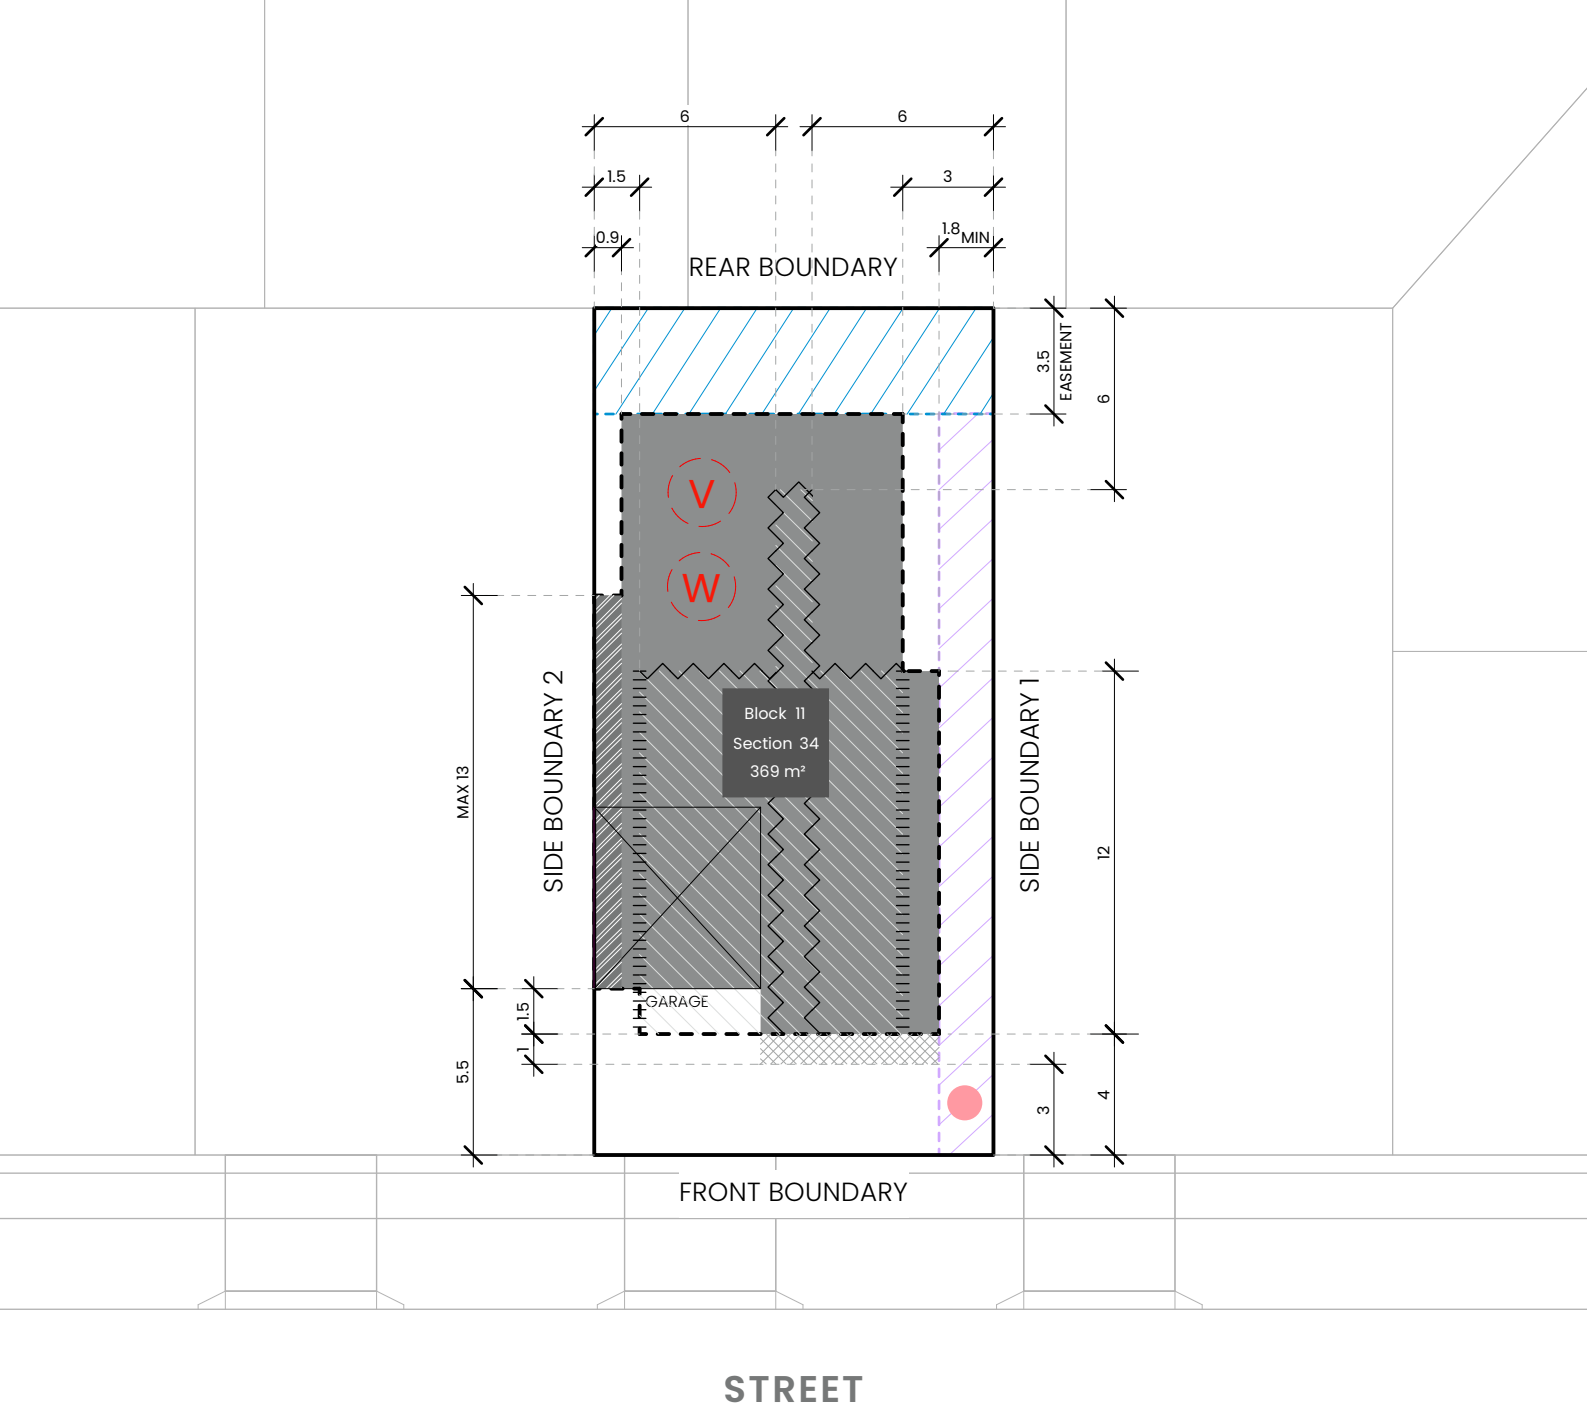 6
6
1.5
3
0.9
1.8 MIN
REAR BOUNDARY
3.5
EASEMENT
6
V
W
SIDE BOUNDARY 2
SIDE BOUNDARY 1
Block 11
Section 34
369 m²
MAX 13
12
GARAGE
1.5
1
5.5
3
4
FRONT BOUNDARY
STREET